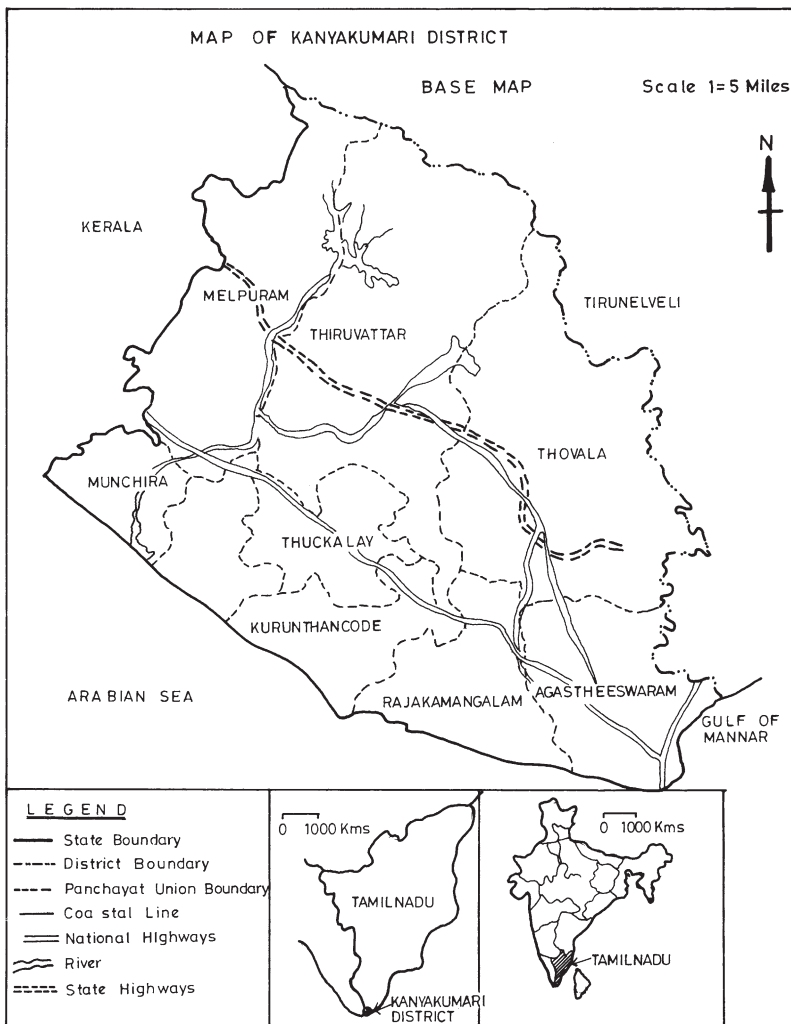 MAP OF KANYAKUMARI DISTRICT
BASE MAP
Scale 1=5 Miles
N
KERALA
MELPURAM
TIRUNELVELI
THIRUVATTAR
THOVALA
MUNCHIRA
THUCKALAY
KURUNTHANCODE
ARABIAN SEA
RAJAKAMANGALAM
AGASTHEESWARAM
GULF OF
MANNAR
LEGEND
State Boundary
District Boundary
Panchayat Union Boundary
Coastal Line
National Highways
River
State Highways
0 1000 Kms
TAMILNADU
KANYAKUMARI
DISTRICT
0 1000 Kms
TAMILNADU